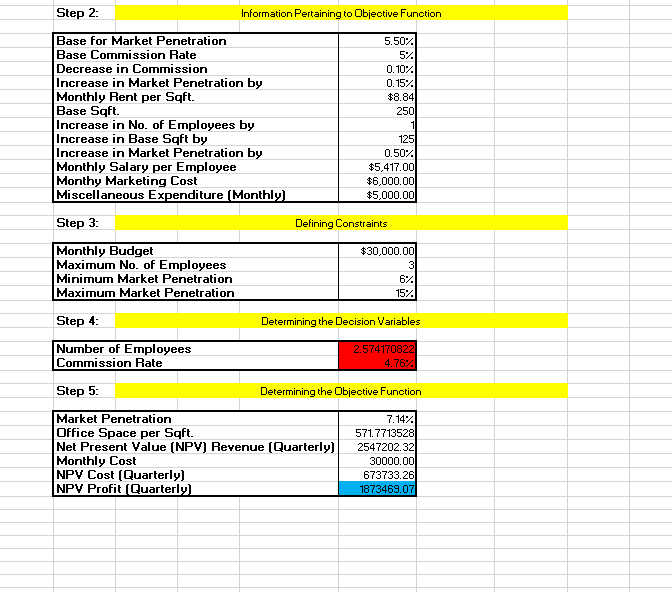 Step 2: Information Pertaining to Objective Function
Base for Market Penetration 5.50%
Base Commission Rate 5%
Decrease in Commission 0.10%
Increase in Market Penetration by 0.15%
Monthly Rent per Sqft. $8.84
Base Sqft. 250
Increase in No. of Employees by 1
Increase in Base Sqft by 125
Increase in Market Penetration by 0.50%
Monthly Salary per Employee $5,417.00
Monthy Marketing Cost $6,000.00
Miscellaneous Expenditure (Monthly) $5,000.00
Step 3: Defining Constraints
Monthly Budget $30,000.00
Maximum No. of Employees 3
Minimum Market Penetration 6%
Maximum Market Penetration 15%
Step 4: Determining the Decision Variables
Number of Employees 2.574170822
Commission Rate 4.76%
Step 5: Determining the Objective Function
Market Penetration 7.14%
Office Space per Sqft. 571.7713528
Net Present Value (NPV) Revenue (Quarterly) 2547202.32
Monthly Cost 30000.00
NPV Cost (Quarterly) 673733.26
NPV Profit (Quarterly) 1873469.07